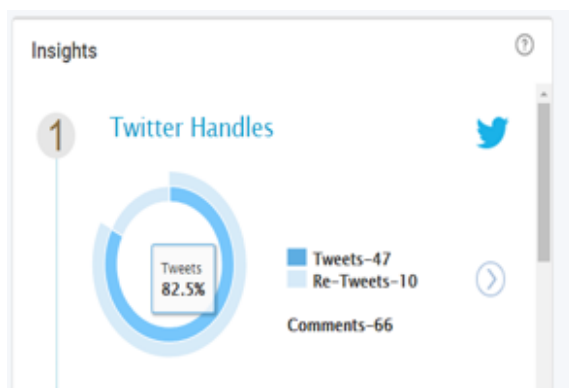 Insights
?
1
Twitter Handles
Tweets
82.5%
Tweets-47
Re-Tweets-10
Comments-66